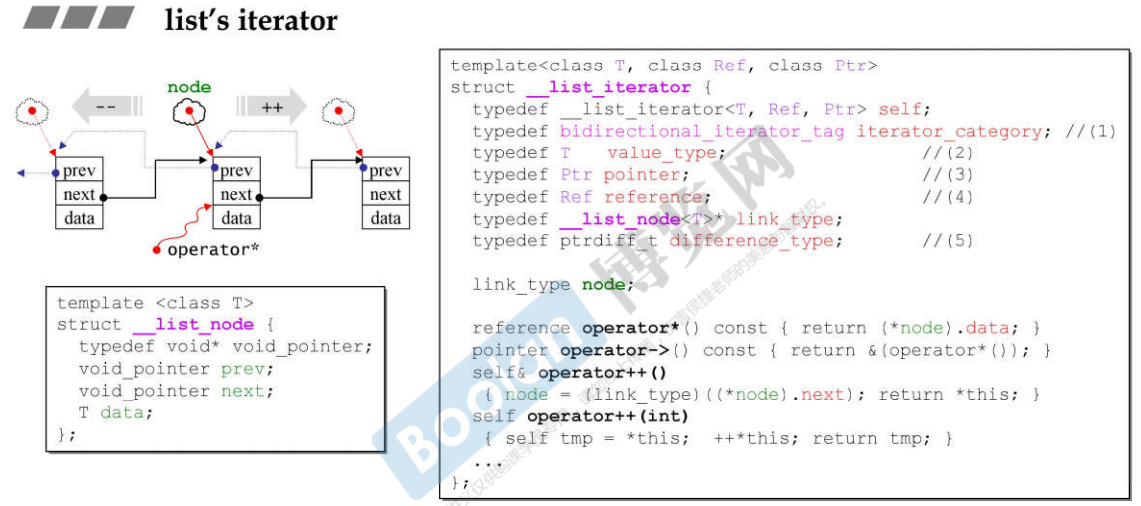 list's iterator
node
-- ++
prev prev prev
next next next
data data data
operator*
template <class T>
struct __list_node {
typedef void* void_pointer;
void_pointer prev;
void_pointer next;
T data;
};
template<class T, class Ref, class Ptr>
struct __list_iterator {
typedef __list_iterator<T, Ref, Ptr> self;
typedef bidirectional_iterator_tag iterator_category; //(1)
typedef T value_type; //(2)
typedef Ptr pointer; //(3)
typedef Ref reference; //(4)
typedef __list_node<T>* link_type;
typedef ptrdiff_t difference_type; //(5)
link_type node;
reference operator*() const { return (*node).data; }
pointer operator->() const { return &(operator*()); }
self& operator++()
{ node = (link_type)((*node).next); return *this; }
self operator++(int)
{ self tmp = *this; ++*this; return tmp; }
...
};
Boolan 博览网